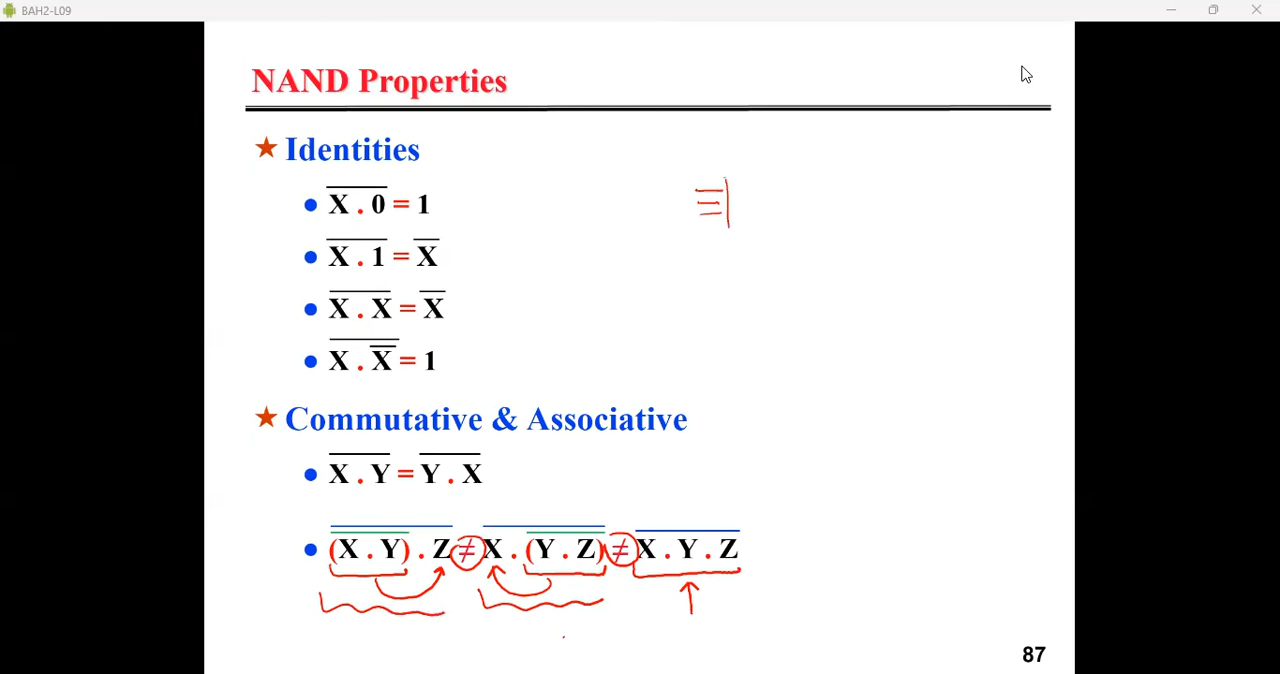 BAH2-L09
NAND Properties
★ Identities
• X̅ ̅.̅ ̅0̅ = 1
• X̅ ̅.̅ ̅1̅ = X̅
• X̅ ̅.̅ ̅X̅ = X̅
• X̅ ̅.̅ ̅X̿ = 1
★ Commutative & Associative
• X̅ ̅.̅ ̅Y̅ = Y̅ ̅.̅ ̅X̅
• (̿X̿ ̿.̿ ̿Y̿)̿ ̅.̅ ̅Z̅ ≠ X̅ ̅.̅ ̅(̿Y̿ ̿.̿ ̿Z̿)̿ ≠ X̅ ̅.̅ ̅Y̅ ̅.̅ ̅Z̅
87